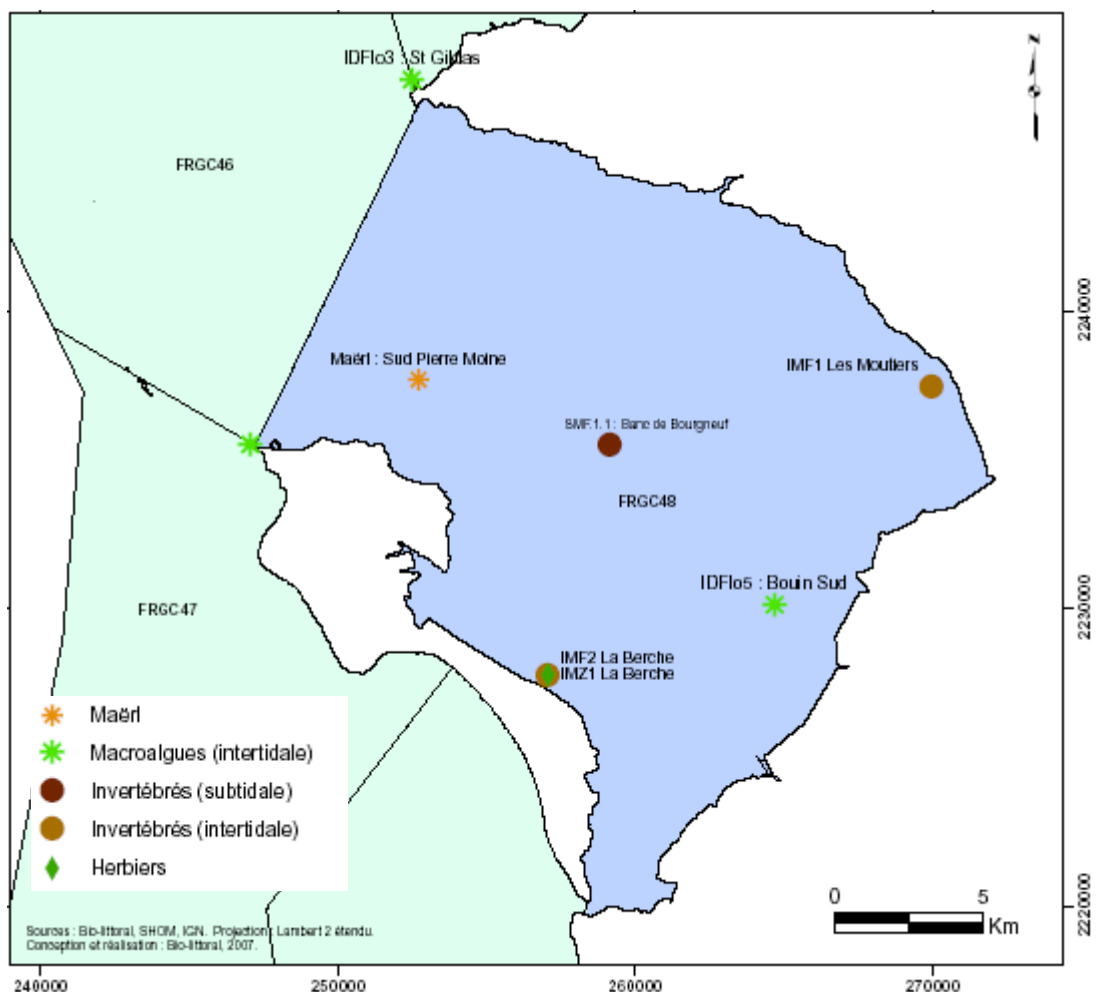 N
IDFlo3 : St Gildas
FRGC46
2240000
Maërl : Sud Pierre Moine
IMF1 Les Moutiers
SMF.1.1 : Banc de Bourgneuf
FRGC48
IDFlo5 : Bouin Sud
FRGC47
2230000
IMF2 La Berche
IMZ1 La Berche
Maërl
Macroalgues (intertidale)
Invertébrés (subtidale)
Invertébrés (intertidale)
Herbiers
0 5
Km
2220000
Sources : Bio-littoral, SHOM, IGN. Projection : Lambert 2 étendu.
Conception et réalisation : Bio-littoral, 2007.
240000 250000 260000 270000